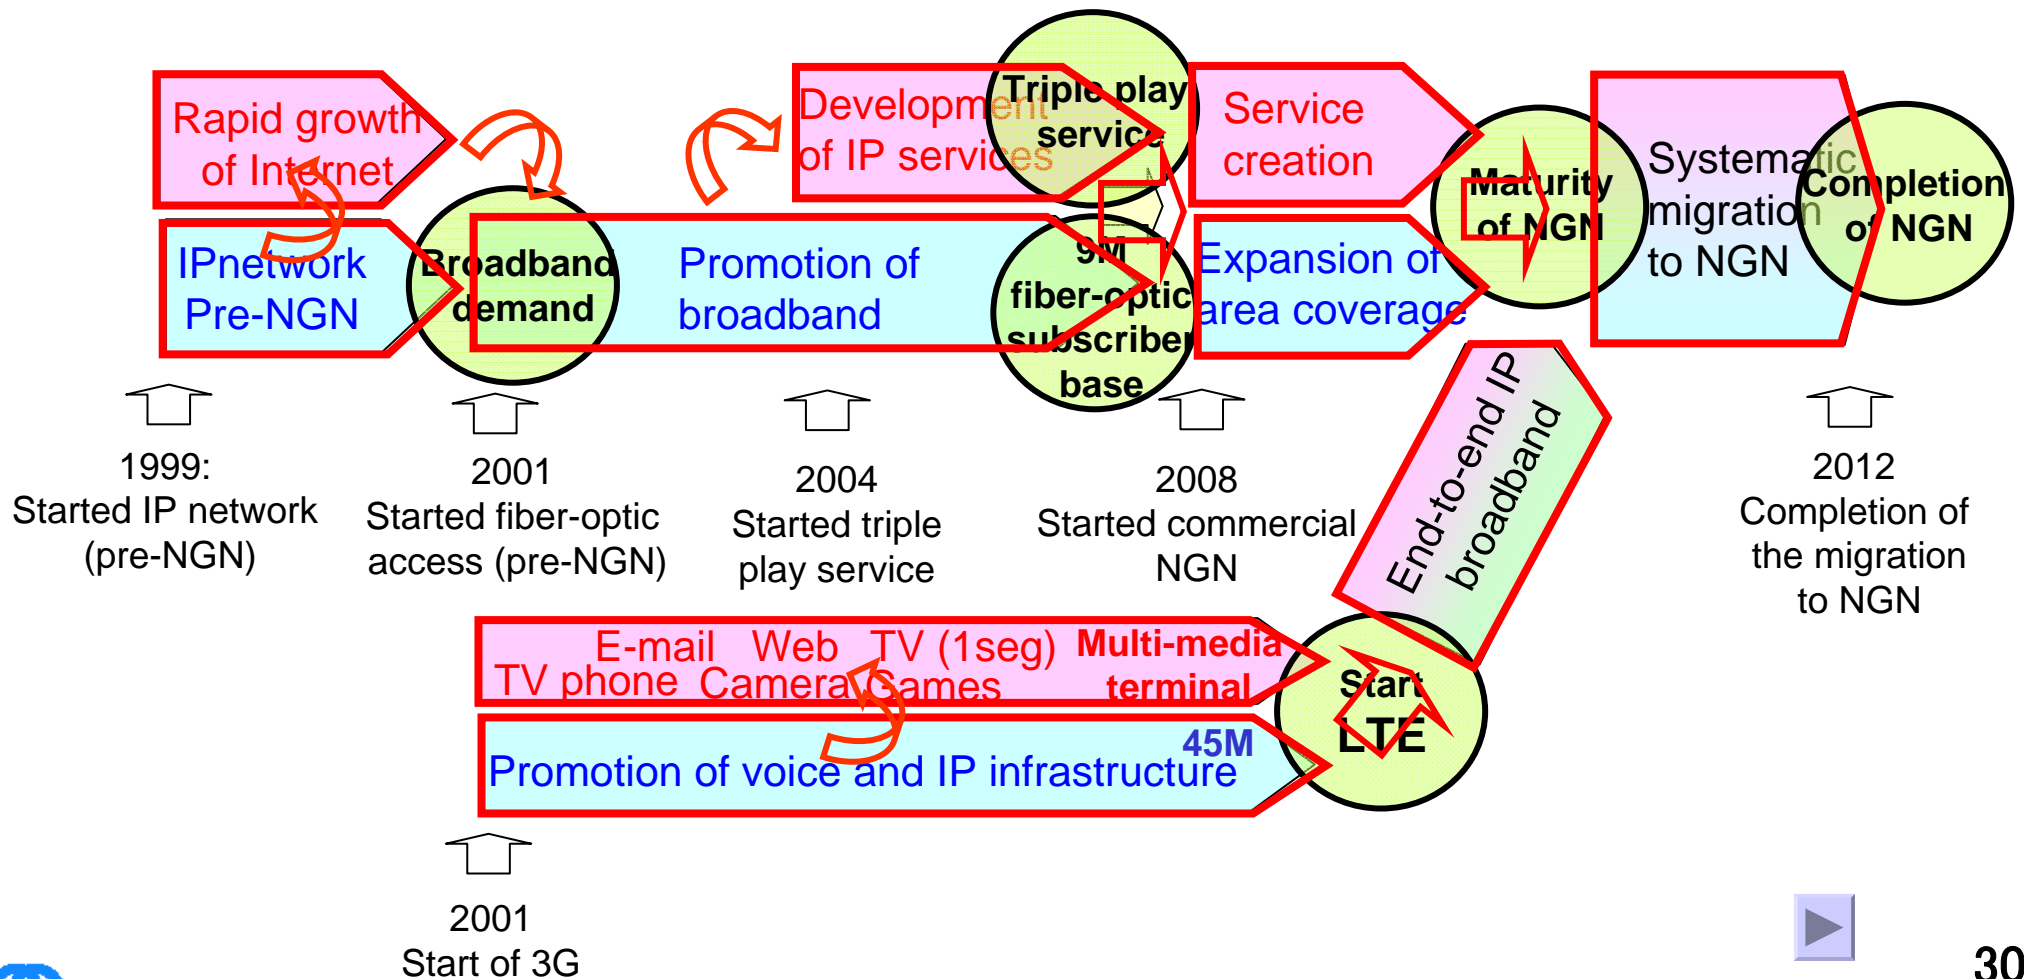 Rapid growth
of Internet
IPnetwork
Pre-NGN
Broadband
demand
Promotion of
broadband
Development
of IP services
Triple play
service
9M
fiber-optic
subscriber
base
Service
creation
Expansion of
area coverage
Maturity
of NGN
Systematic
migration
to NGN
Completion
of NGN
1999:
Started IP network
(pre-NGN)
2001
Started fiber-optic
access (pre-NGN)
2004
Started triple
play service
2008
Started commercial
NGN
End-to-end IP
broadband
2012
Completion of
the migration
to NGN
E-mail Web TV (1seg)
TV phone Camera Games
Multi-media
terminal
45M
Promotion of voice and IP infrastructure
Start
LTE
2001
Start of 3G
30